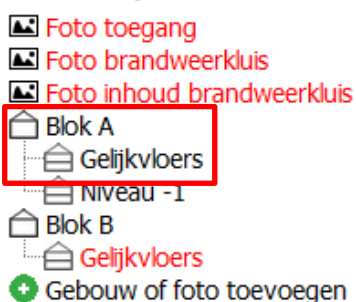 Foto toegang
Foto brandweerkluis
Foto inhoud brandweerkluis
Blok A
Gelijkvloers
Niveau -1
Blok B
Gelijkvloers
Gebouw of foto toevoegen